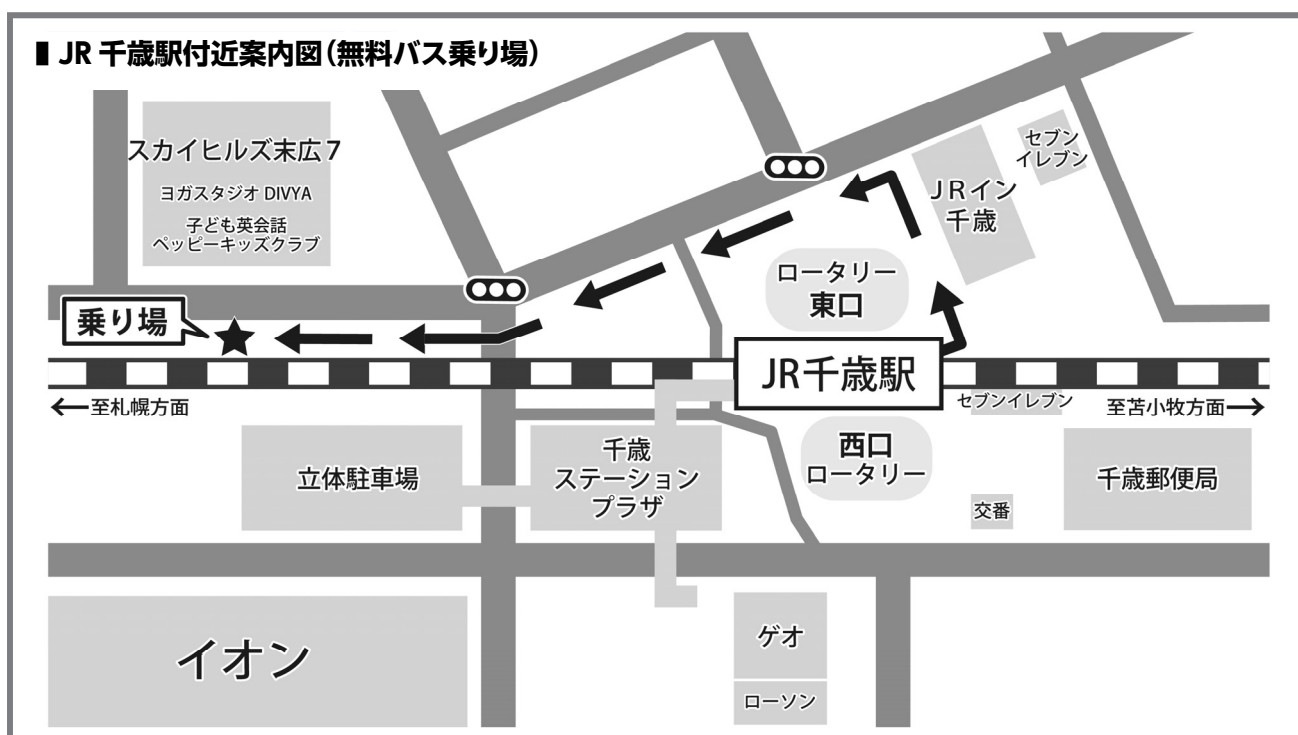 ▮ JR 千歳駅付近案内図(無料バス乗り場)
スカイヒルズ末広7
ヨガスタジオ DIVYA
子ども英会話
ペッピーキッズクラブ
セブン
イレブン
JRイン
千歳
ロータリー
東口
乗り場
JR千歳駅
←至札幌方面
セブンイレブン
至苫小牧方面→
西口
ロータリー
立体駐車場
千歳
ステーション
プラザ
交番
千歳郵便局
イオン
ゲオ
ローソン